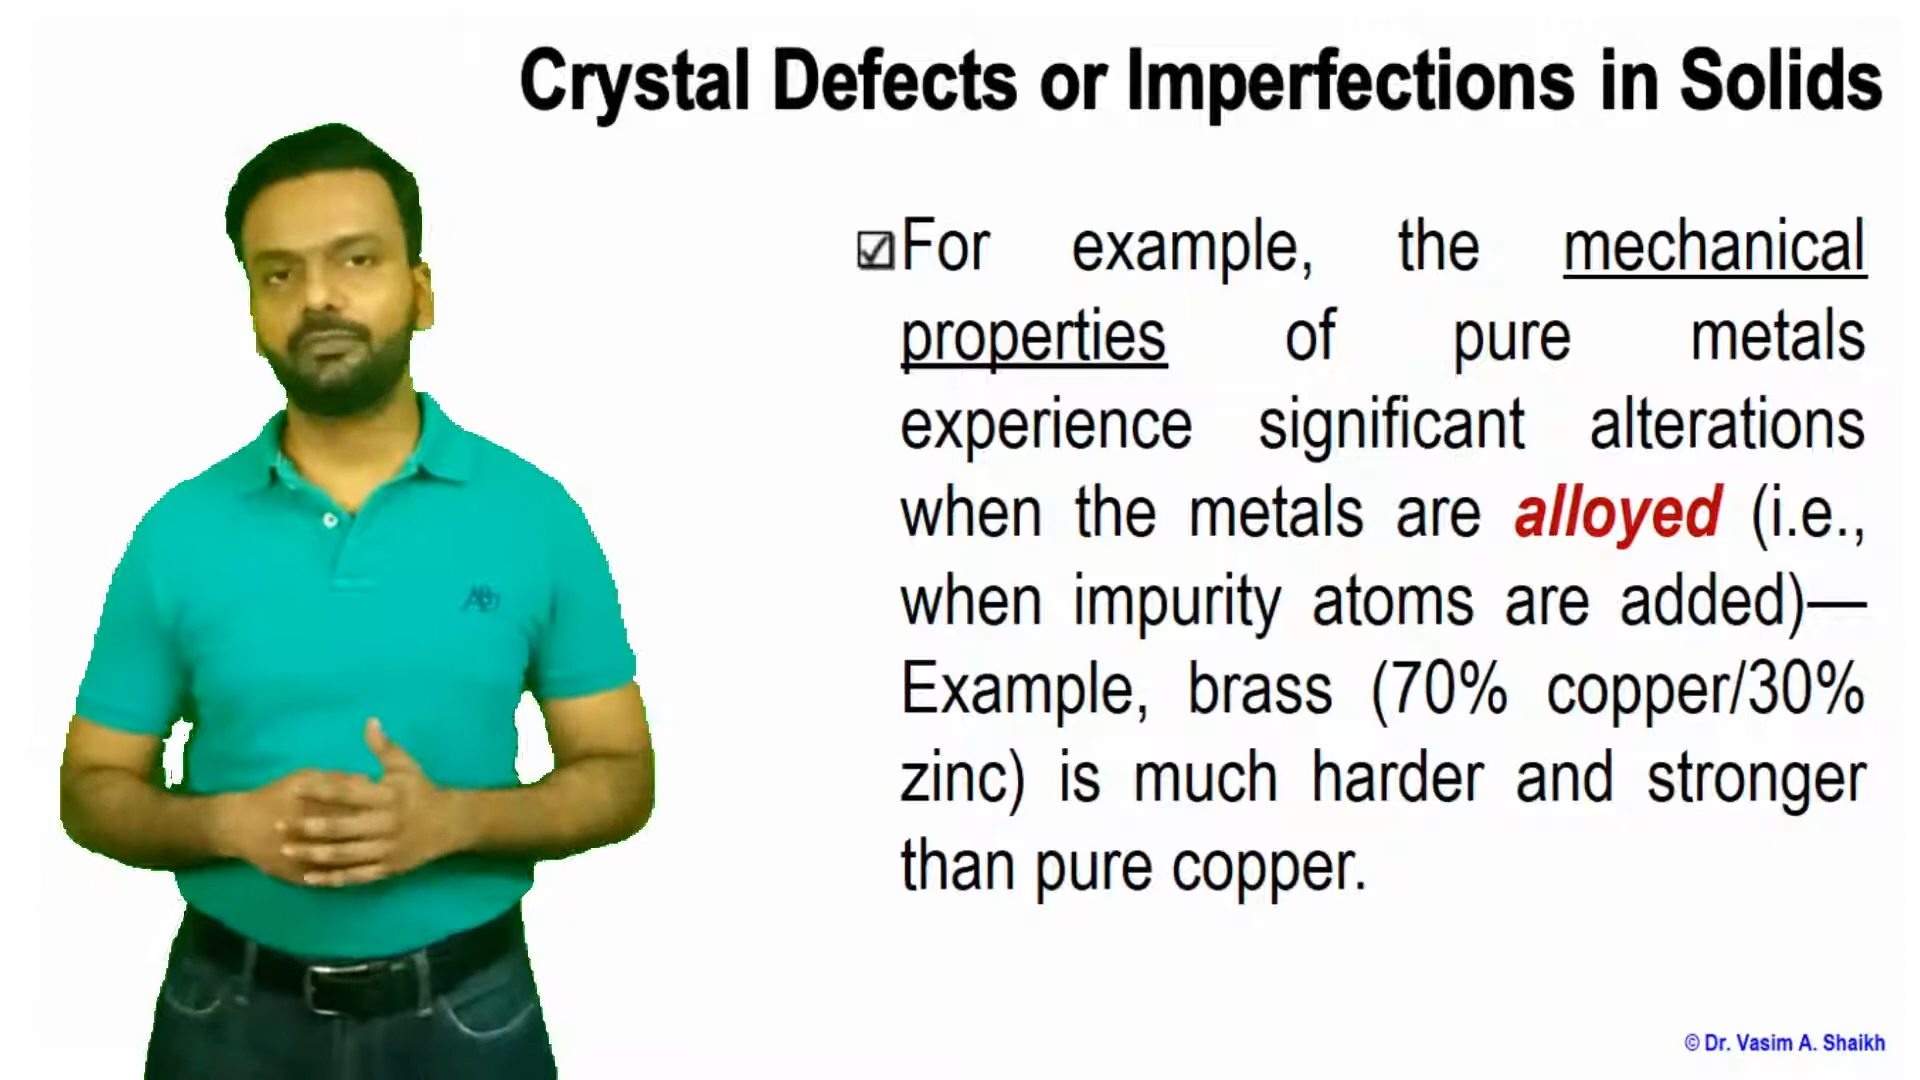 Crystal Defects or Imperfections in Solids
☑For example, the mechanical
properties of pure metals
experience significant alterations
when the metals are alloyed (i.e.,
when impurity atoms are added)—
Example, brass (70% copper/30%
zinc) is much harder and stronger
than pure copper.
© Dr. Vasim A. Shaikh